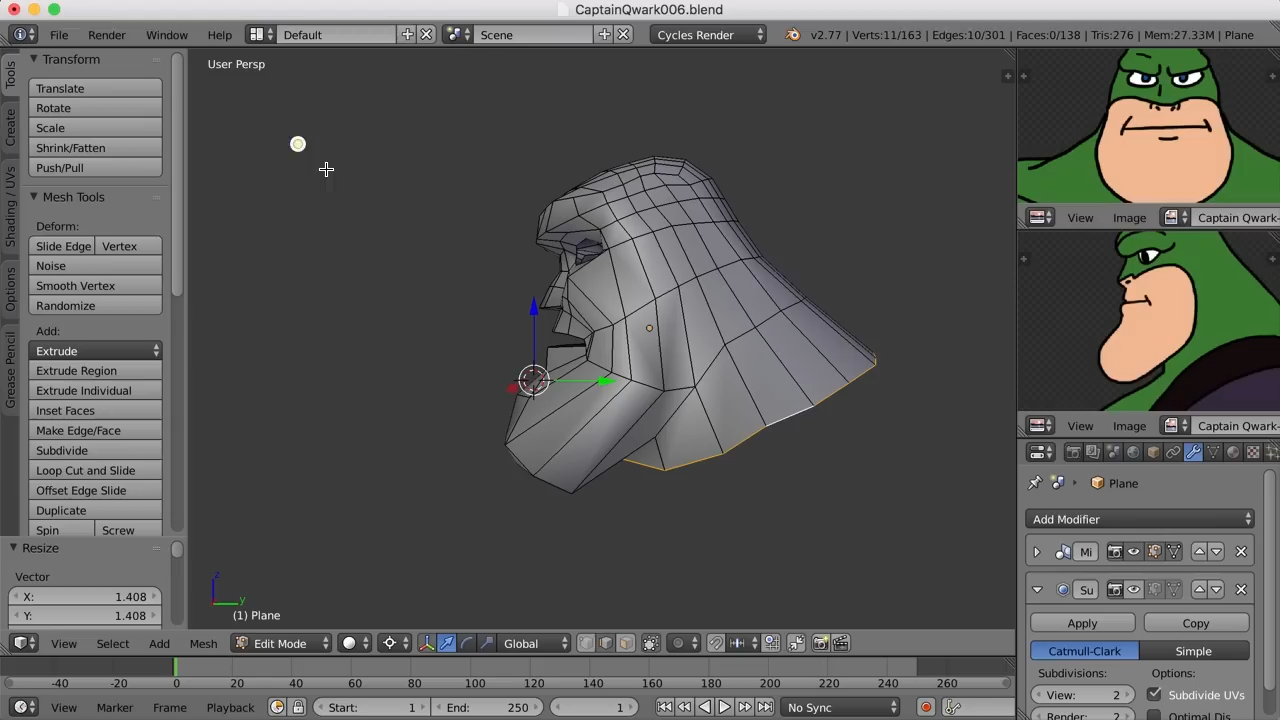 CaptainQwark006.blend
File Render Window Help Default Scene Cycles Render v2.77 | Verts:11/163 | Edges:10/301 | Faces:0/138 | Tris:276 | Mem:27.33M | Plane
Tools
Create
Shading / UVs
Options
Grease Pencil
Transform
Translate
Rotate
Scale
Shrink/Fatten
Push/Pull
Mesh Tools
Deform:
Slide Edge Vertex
Noise
Smooth Vertex
Randomize
Add:
Extrude
Extrude Region
Extrude Individual
Inset Faces
Make Edge/Face
Subdivide
Loop Cut and Slide
Offset Edge Slide
Duplicate
Spin Screw
Resize
Vector
X: 1.408
Y: 1.408
User Persp
z
y
(1) Plane
View Select Add Mesh Edit Mode Global
-40 -20 0 20 40 60 80 100 120 140 160 180 200 220 240 260
View Marker Frame Playback Start: 1 End: 250 1 No Sync
View Image Captain Qwark-
View Image Captain Qwark-
Plane
Add Modifier
Mi
Su
Apply Copy
Catmull-Clark Simple
Subdivisions: Options:
View: 2 Subdivide UVs
Render: 2 Optimal Dis